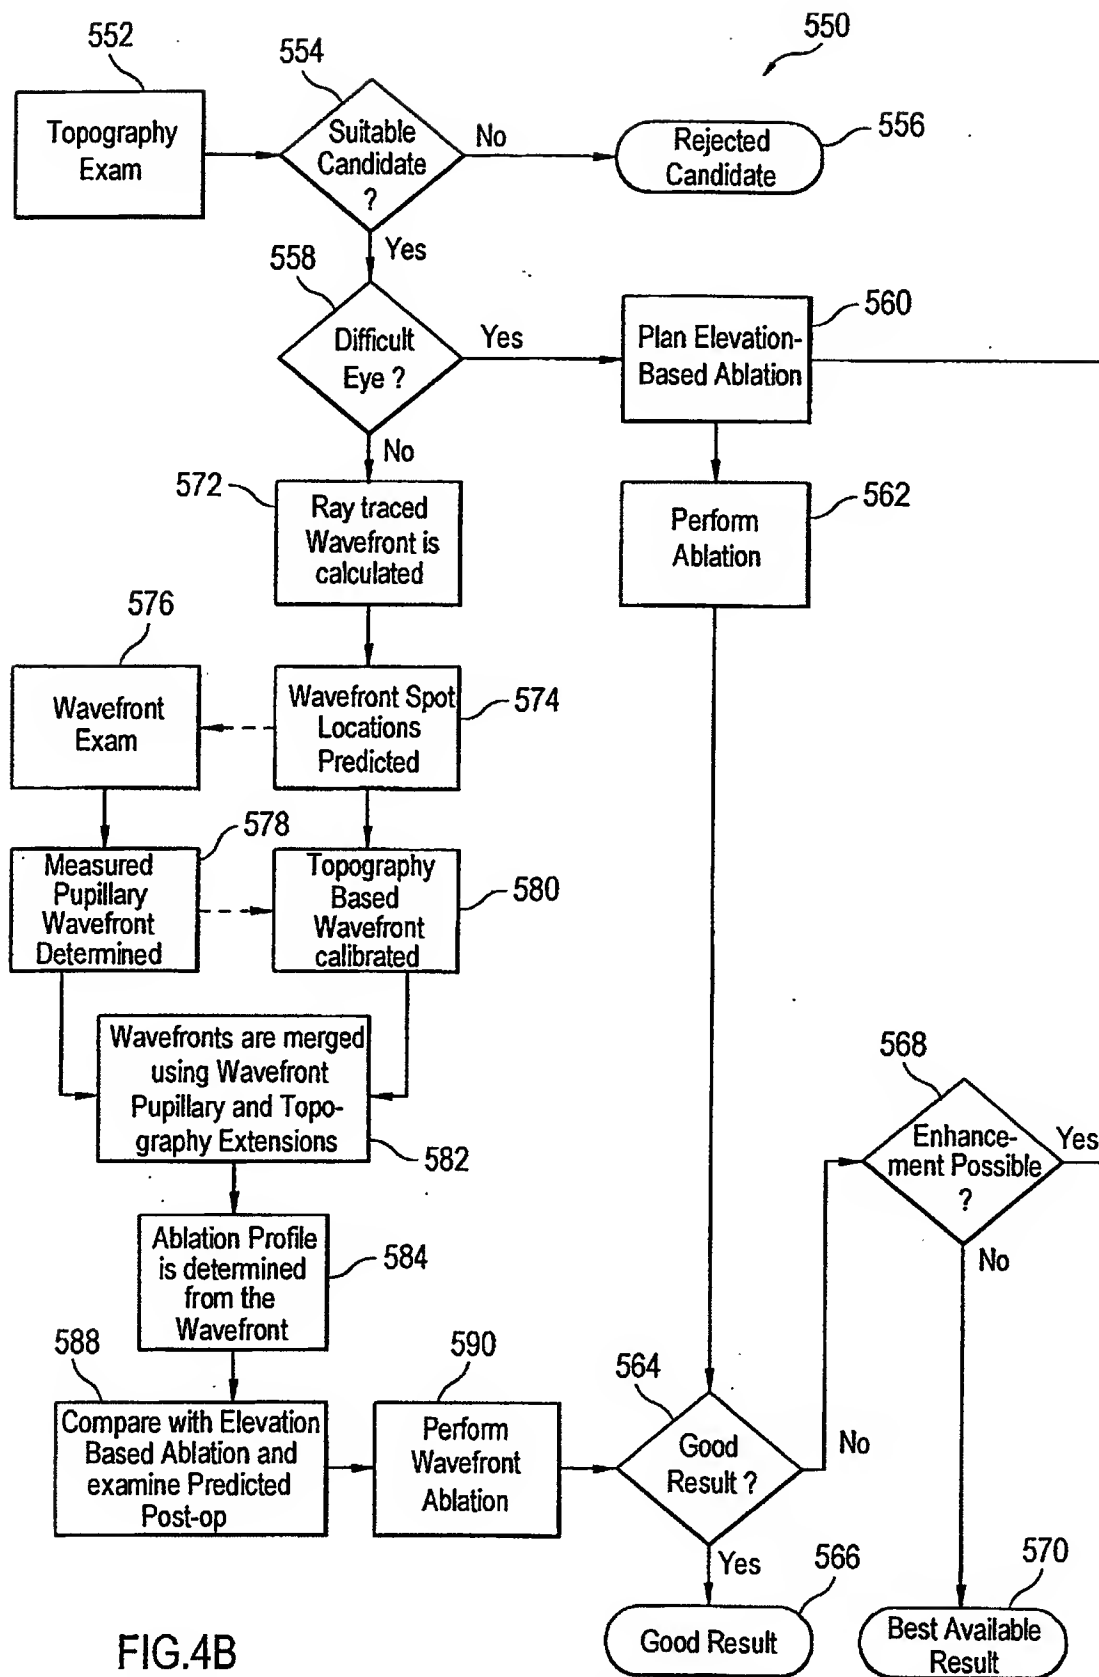 550
552
Topography
Exam
554
Suitable
Candidate
?
No
556
Rejected
Candidate
Yes
558
Difficult
Eye ?
Yes
560
Plan Elevation-
Based Ablation
No
562
Perform
Ablation
572
Ray traced
Wavefront is
calculated
576
Wavefront
Exam
574
Wavefront Spot
Locations
Predicted
578
Measured
Pupillary
Wavefront
Determined
580
Topography
Based
Wavefront
calibrated
Wavefronts are merged
using Wavefront
Pupillary and Topo-
graphy Extensions
582
568
Enhance-
ment Possible
?
Yes
No
Ablation Profile
is determined
from the
Wavefront
584
588
Compare with Elevation
Based Ablation and
examine Predicted
Post-op
590
Perform
Wavefront
Ablation
564
Good
Result ?
No
Yes
566
Good Result
570
Best Available
Result
FIG.4B